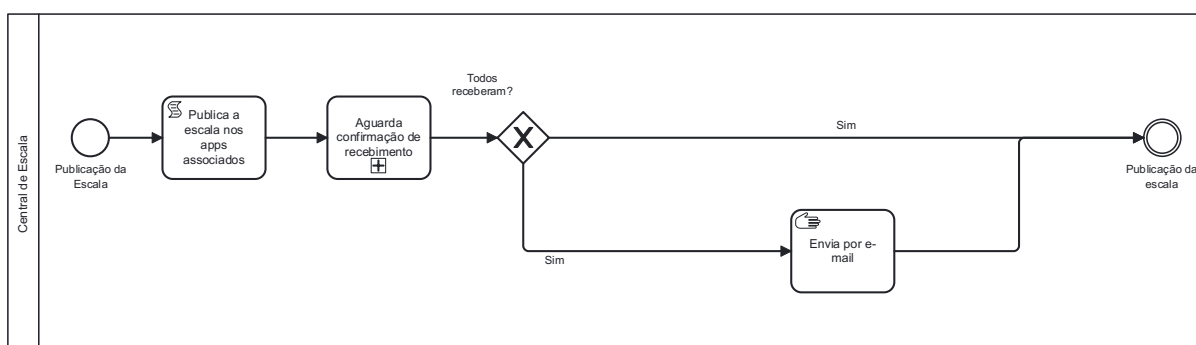 Central de Escala
Publicação da
Escala
Publica a
escala nos
apps
associados
Aguarda
confirmação de
recebimento
Todos
receberam?
Sim
Sim
Envia por e-
mail
Publicação da
escala